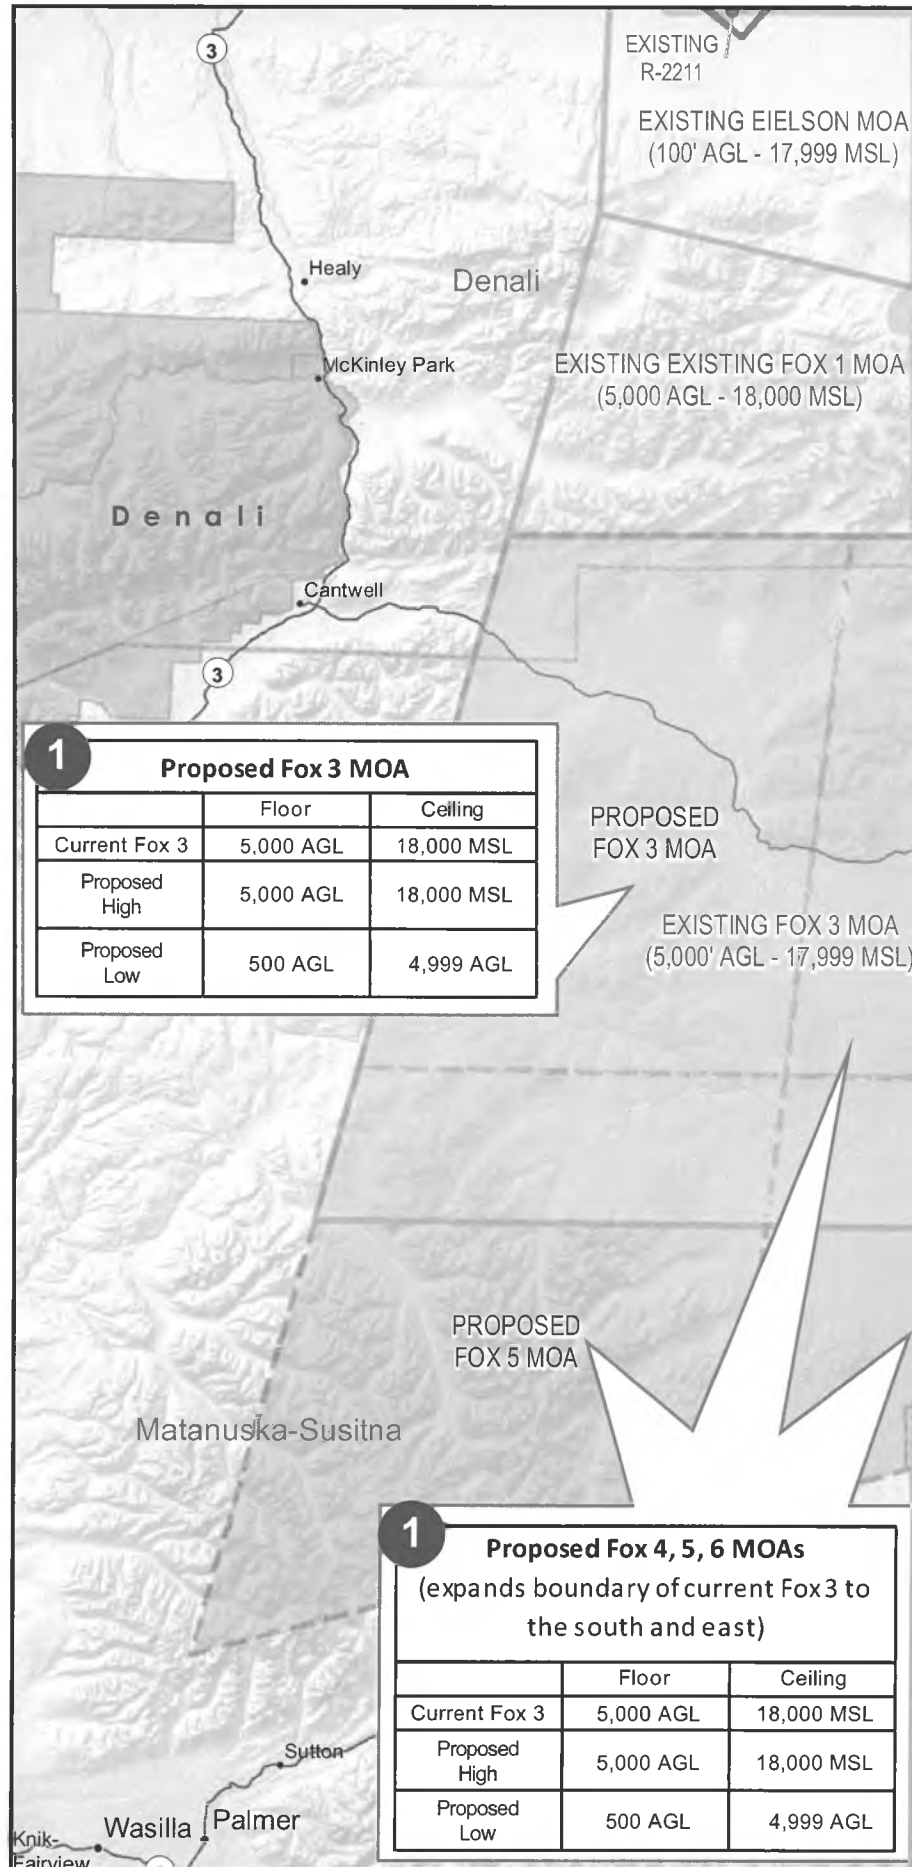 3
EXISTING
R-2211
EXISTING EIELSON MOA
(100' AGL - 17,999 MSL)
Healy
Denali
McKinley Park
EXISTING EXISTING FOX 1 MOA
(5,000 AGL - 18,000 MSL)
Denali
Cantwell
3
1
Proposed Fox 3 MOA
Floor Ceiling
Current Fox 3 5,000 AGL 18,000 MSL
Proposed
High 5,000 AGL 18,000 MSL
Proposed
Low 500 AGL 4,999 AGL
PROPOSED
FOX 3 MOA
EXISTING FOX 3 MOA
(5,000' AGL - 17,999 MSL)
PROPOSED
FOX 5 MOA
Matanuska-Susitna
1
Proposed Fox 4, 5, 6 MOAs
(expands boundary of current Fox 3 to
the south and east)
Floor Ceiling
Current Fox 3 5,000 AGL 18,000 MSL
Proposed
High 5,000 AGL 18,000 MSL
Proposed
Low 500 AGL 4,999 AGL
Sutton
Wasilla
Palmer
Knik-
Fairview